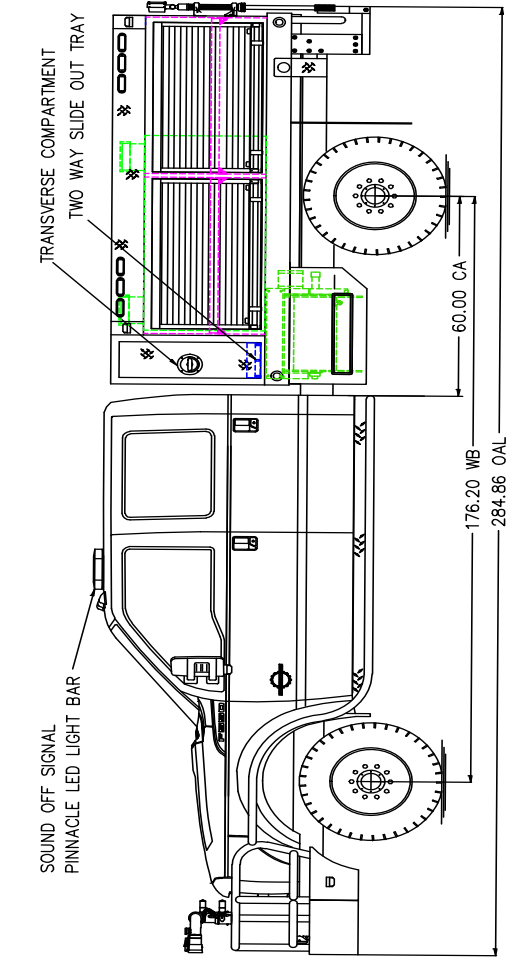 SOUND OFF SIGNAL
PINNACLE LED LIGHT BAR
TRANSVERSE COMPARTMENT
TWO WAY SLIDE OUT TRAY
F550
60.00 CA
176.20 WB
284.86 OAL